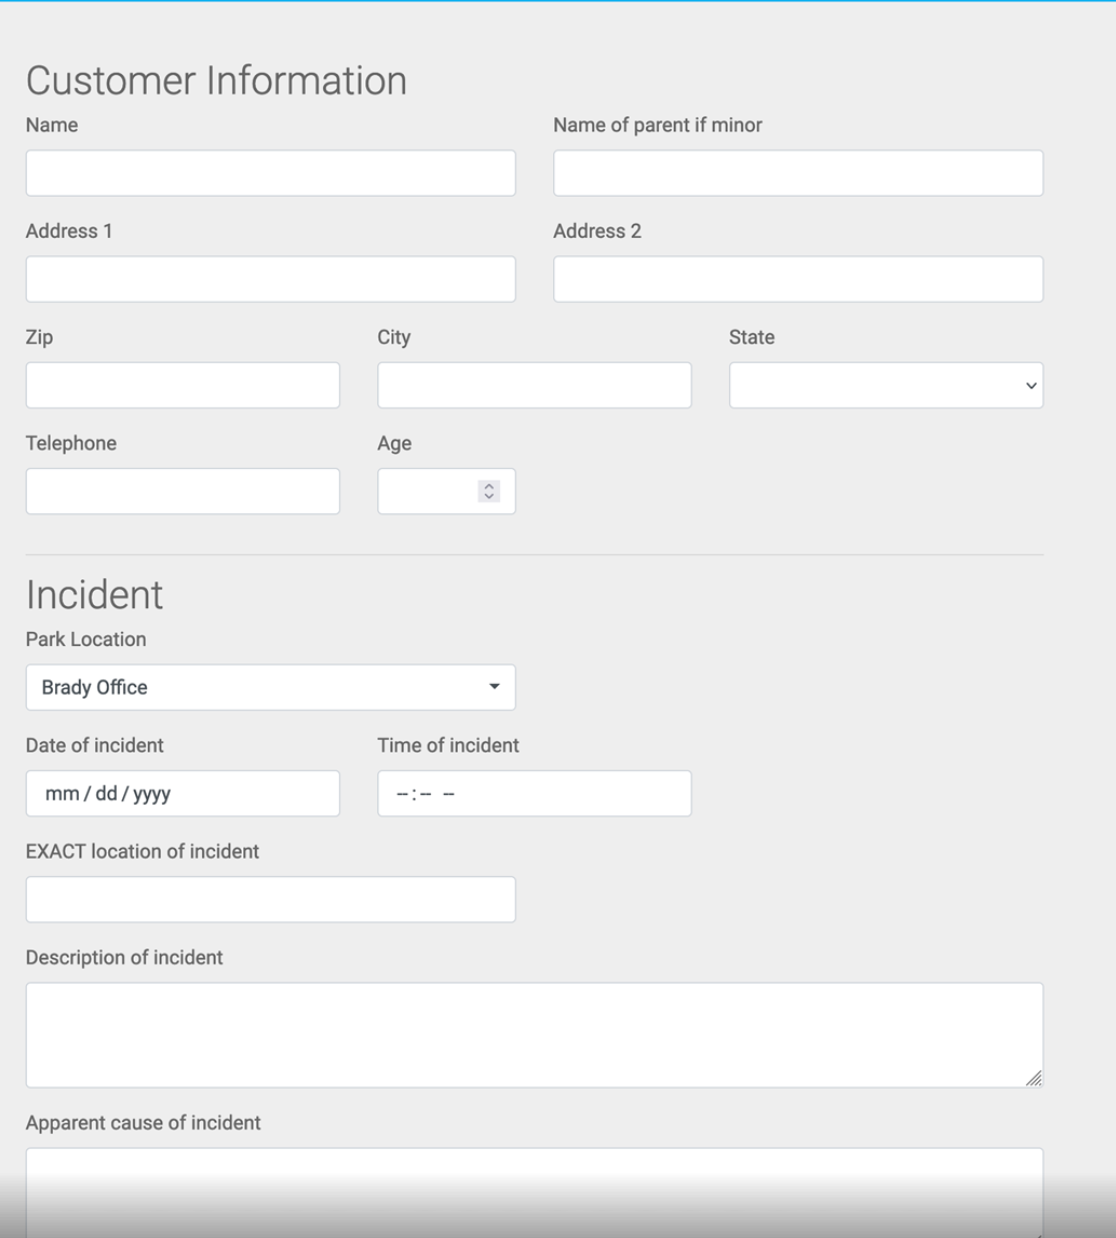 Customer Information
Name Name of parent if minor
Address 1 Address 2
Zip City State
Telephone Age
Incident
Park Location
Brady Office
Date of incident Time of incident
mm / dd / yyyy --:-- --
EXACT location of incident
Description of incident
Apparent cause of incident